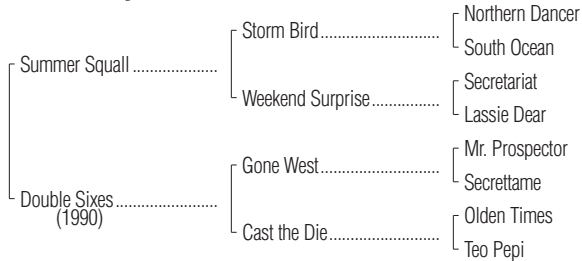 Northern Dancer
Storm Bird
South Ocean
Summer Squall
Secretariat
Weekend Surprise
Lassie Dear
Mr. Prospector
Gone West
Secrettame
Double Sixes
(1990)
Olden Times
Cast the Die
Teo Pepi